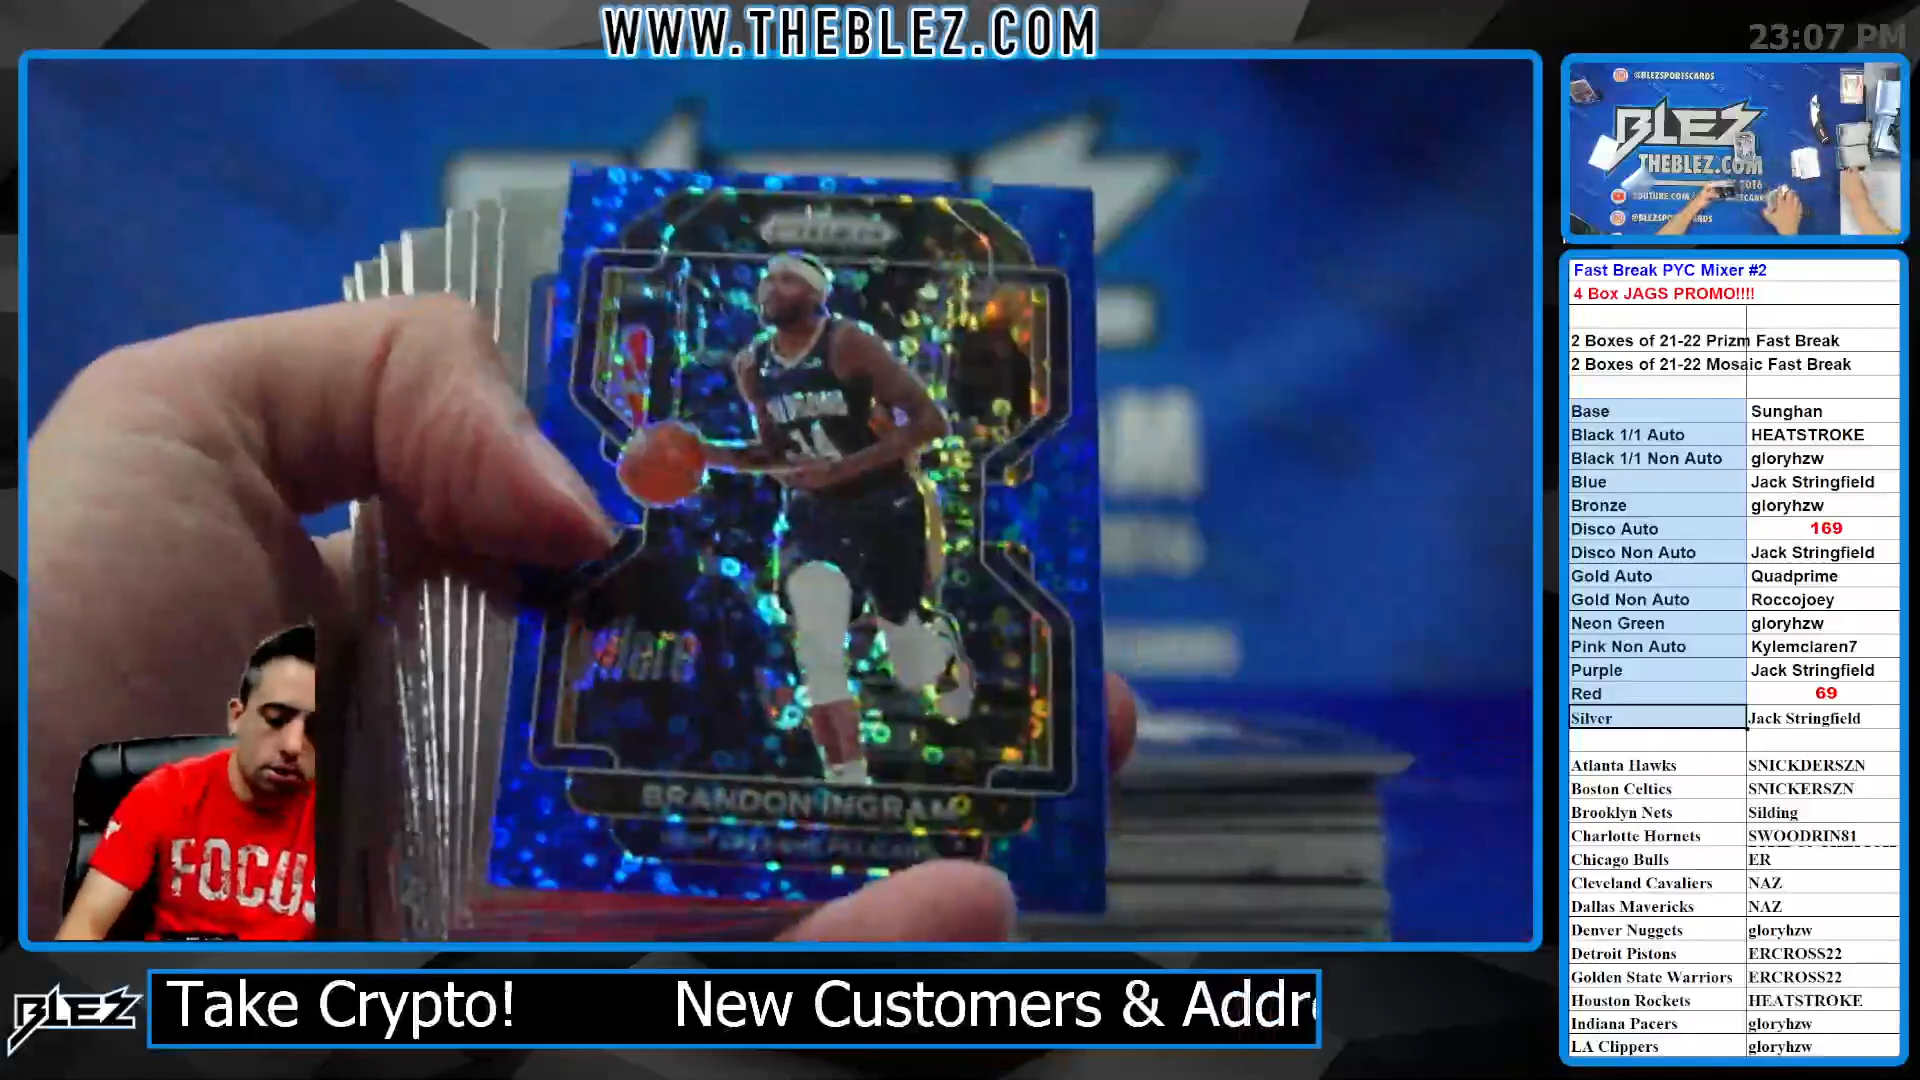 WWW.THEBLEZ.COM
23:07 PM
@BLEZSPORTSCARDS
BLEZ
THEBLEZ.COM
BRANDON INGRAM
FOCUS
Fast Break PYC Mixer #2
4 Box JAGS PROMO!!!!
2 Boxes of 21-22 Prizm Fast Break
2 Boxes of 21-22 Mosaic Fast Break
Base Sunghan
Black 1/1 Auto HEATSTROKE
Black 1/1 Non Auto gloryhzw
Blue Jack Stringfield
Bronze gloryhzw
Disco Auto 169
Disco Non Auto Jack Stringfield
Gold Auto Quadprime
Gold Non Auto Roccojoey
Neon Green gloryhzw
Pink Non Auto Kylemclaren7
Purple Jack Stringfield
Red 69
Silver Jack Stringfield
Atlanta Hawks SNICKDERSZN
Boston Celtics SNICKERSZN
Brooklyn Nets Silding
Charlotte Hornets SWOODRIN81
Chicago Bulls ER
Cleveland Cavaliers NAZ
Dallas Mavericks NAZ
Denver Nuggets gloryhzw
Detroit Pistons ERCROSS22
Golden State Warriors ERCROSS22
Houston Rockets HEATSTROKE
Indiana Pacers gloryhzw
LA Clippers gloryhzw
BLEZ
Take Crypto! New Customers & Addr